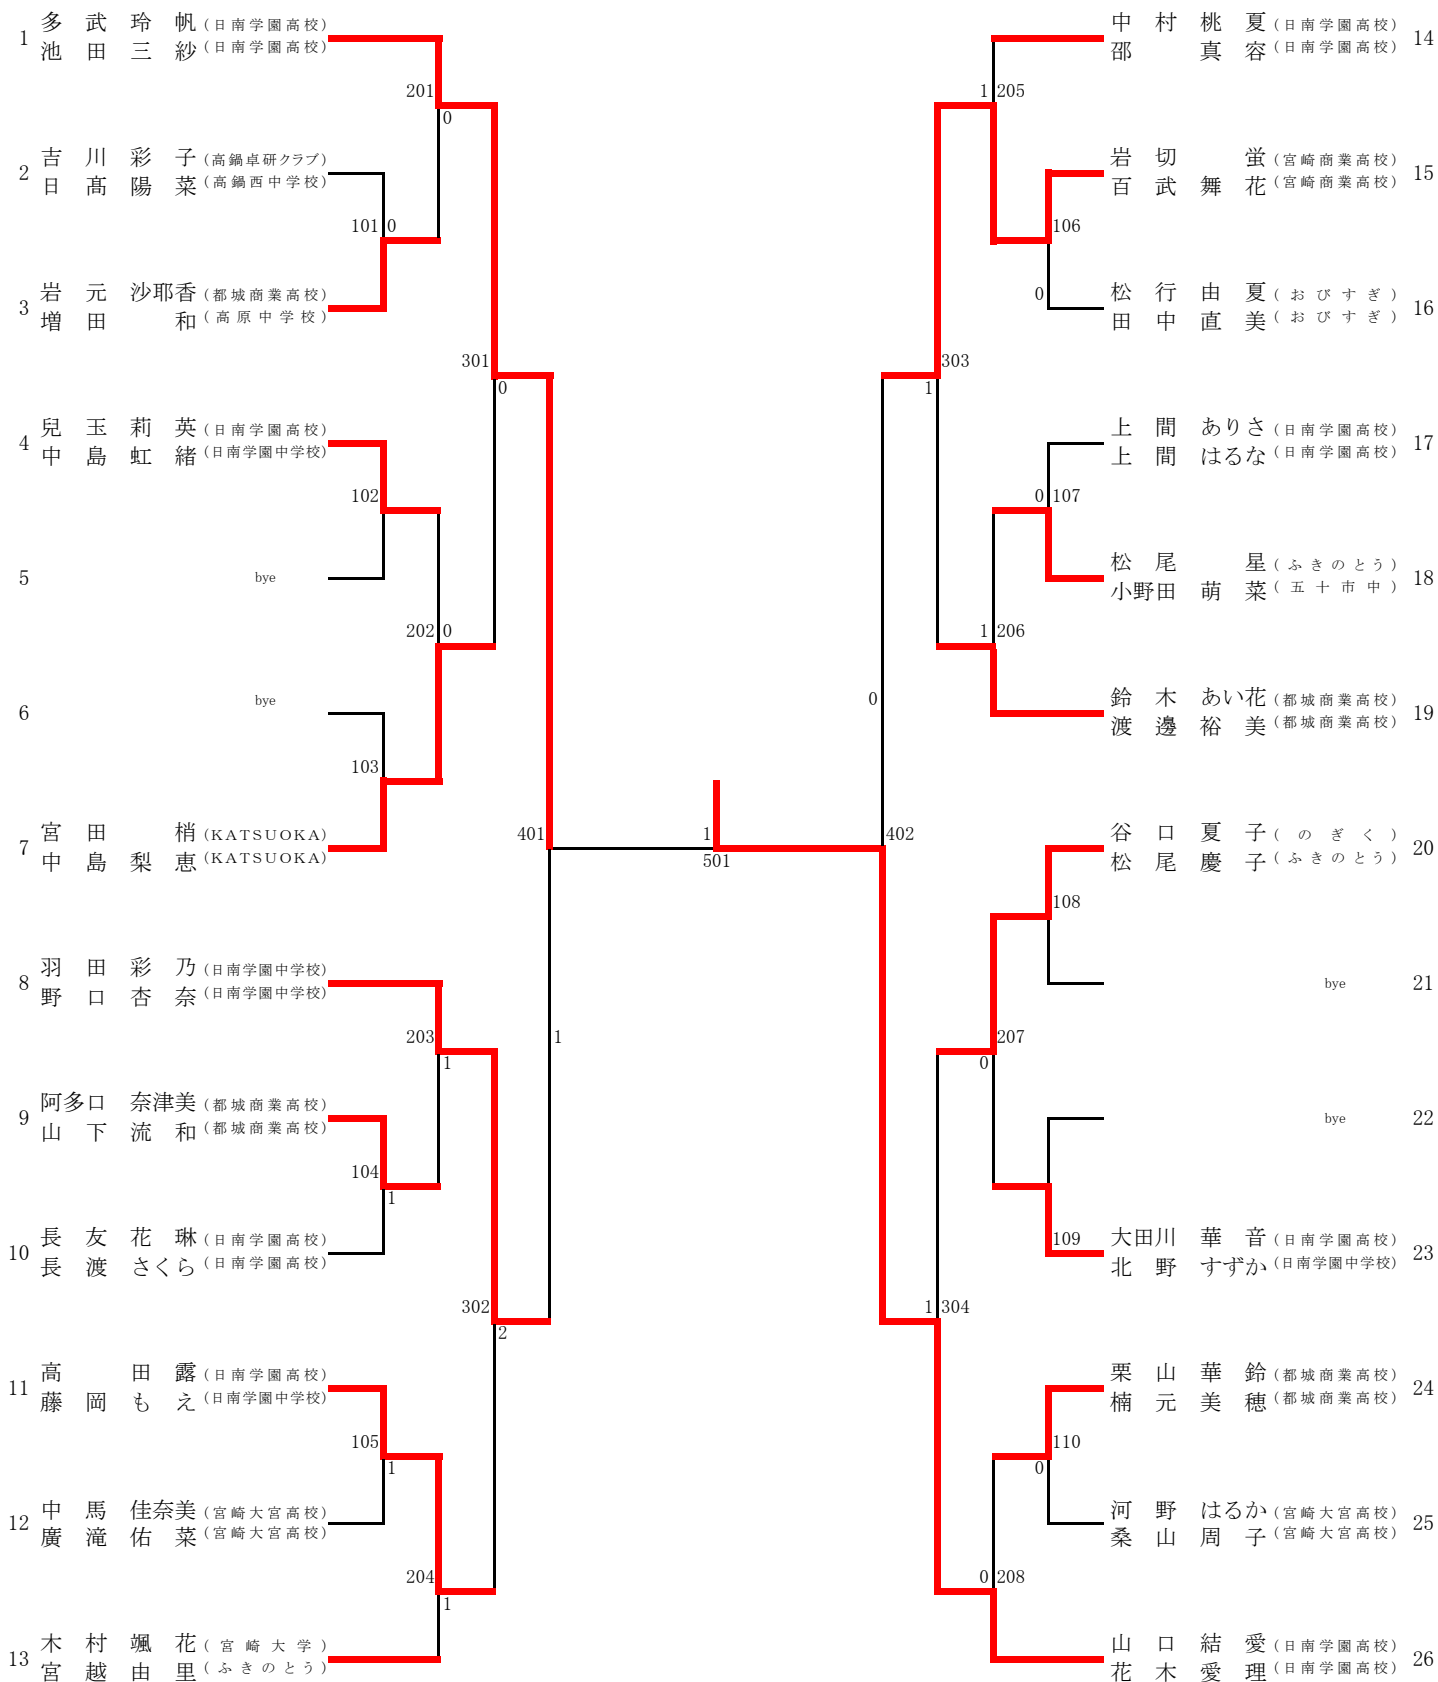 1 多武玲帆 (日南学園高校)
池田三紗 (日南学園高校)
201
0
2 吉川彩子 (高鍋卓研クラブ)
日髙陽菜 (高鍋西中学校)
101 0
3 岩元沙耶香 (都城商業高校)
増田和 (高原中学校)
301
0
4 兒玉莉英 (日南学園高校)
中島虹緒 (日南学園中学校)
102
5 bye
202 0
6 bye
103
7 宮田梢 (KATSUOKA)
中島梨恵 (KATSUOKA)
401
1
8 羽田彩乃 (日南学園中学校)
野口杏奈 (日南学園中学校)
203
1
9 阿多口奈津美 (都城商業高校)
山下流和 (都城商業高校)
104
1
10 長友花琳 (日南学園高校)
長渡さくら (日南学園高校)
302
2
11 高田露 (日南学園高校)
藤岡もえ (日南学園中学校)
105
1
12 中馬佳奈美 (宮崎大宮高校)
廣滝佑菜 (宮崎大宮高校)
204
1
13 木村颯花 (宮崎大学)
宮越由里 (ふきのとう)
1
501
中村桃夏 (日南学園高校) 14
邵真容 (日南学園高校)
1 205
岩切蛍 (宮崎商業高校) 15
百武舞花 (宮崎商業高校)
106
0
松行由夏 (おびすぎ) 16
田中直美 (おびすぎ)
303
1
上間ありさ (日南学園高校) 17
上間はるな (日南学園高校)
0 107
松尾星 (ふきのとう) 18
小野田萌菜 (五十市中)
1 206
鈴木あい花 (都城商業高校) 19
渡邊裕美 (都城商業高校)
0
402
谷口夏子 (のぎく) 20
松尾慶子 (ふきのとう)
108
bye 21
207
0
bye 22
109
大田川華音 (日南学園高校) 23
北野すずか (日南学園中学校)
1 304
栗山華鈴 (都城商業高校) 24
楠元美穂 (都城商業高校)
110
0
河野はるか (宮崎大宮高校) 25
桑山周子 (宮崎大宮高校)
0 208
山口結愛 (日南学園高校) 26
花木愛理 (日南学園高校)